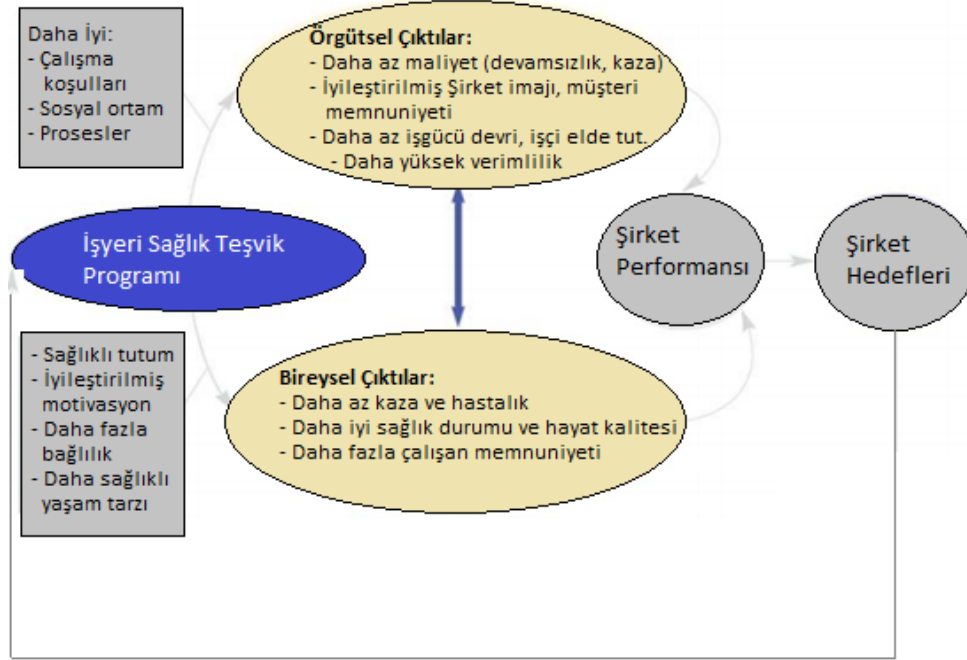 Daha İyi:
- Çalışma
koşulları
- Sosyal ortam
- Prosesler
Örgütsel Çıktılar:
- Daha az maliyet (devamsızlık, kaza)
- İyileştirilmiş Şirket imajı, müşteri
memnuniyeti
- Daha az işgücü devri, işçi elde tut.
- Daha yüksek verimlilik
İşyeri Sağlık Teşvik
Programı
Şirket
Performansı
Şirket
Hedefleri
- Sağlıklı tutum
- İyileştirilmiş
motivasyon
- Daha fazla
bağlılık
- Daha sağlıklı
yaşam tarzı
Bireysel Çıktılar:
- Daha az kaza ve hastalık
- Daha iyi sağlık durumu ve hayat kalitesi
- Daha fazla çalışan memnuniyeti